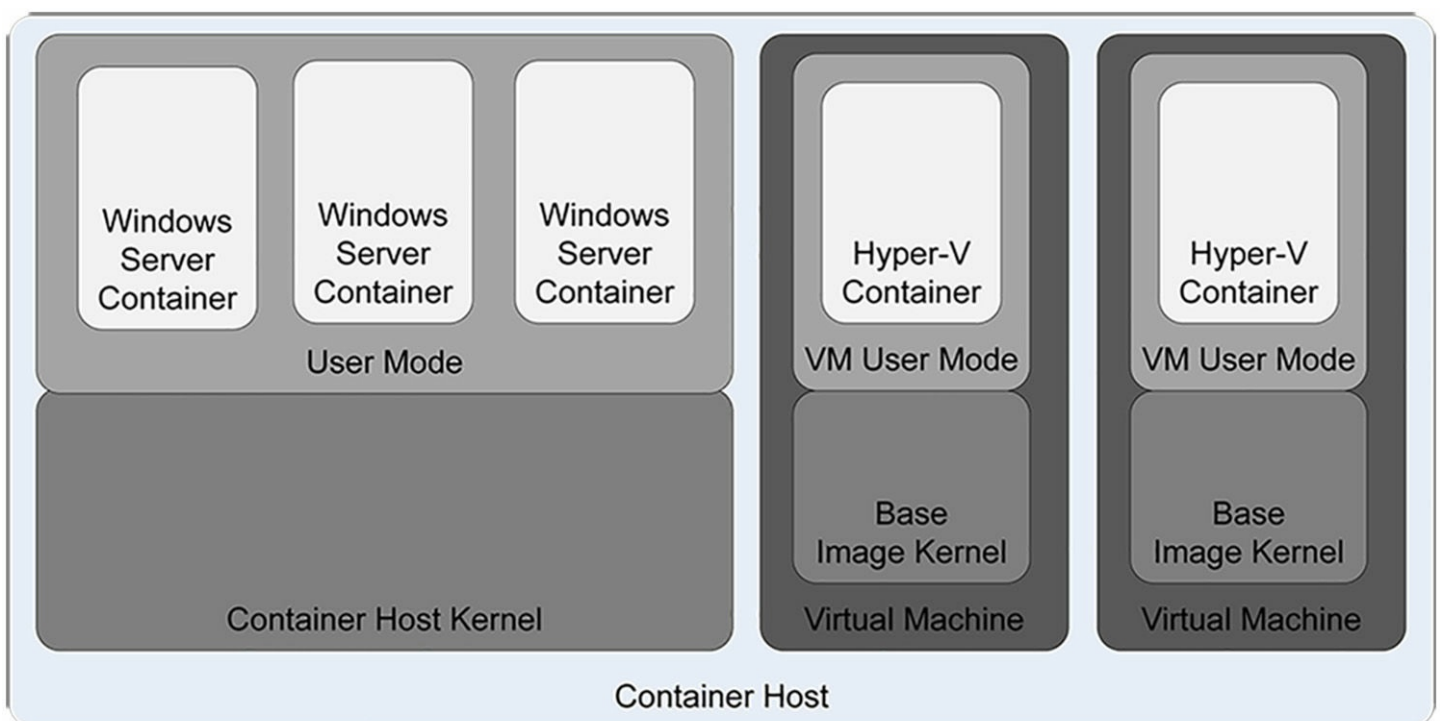 Windows
Server
Container
Windows
Server
Container
Windows
Server
Container
User Mode
Container Host Kernel
Hyper-V
Container
VM User Mode
Base
Image Kernel
Virtual Machine
Hyper-V
Container
VM User Mode
Base
Image Kernel
Virtual Machine
Container Host